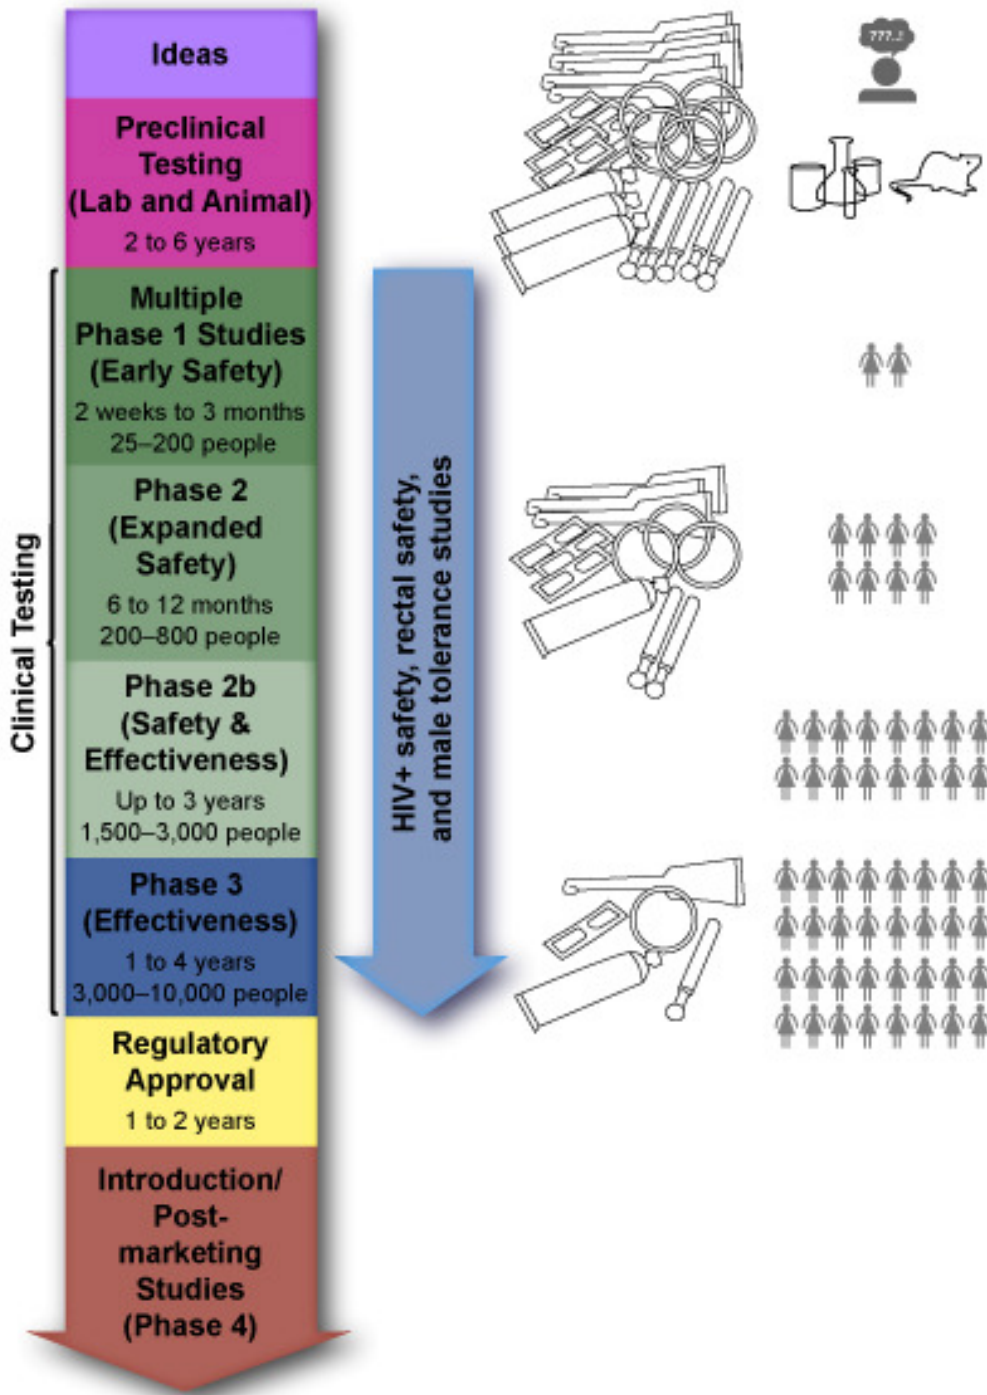 Ideas
Preclinical
Testing
(Lab and Animal)
2 to 6 years
Multiple
Phase 1 Studies
(Early Safety)
2 weeks to 3 months
25–200 people
Phase 2
(Expanded
Safety)
6 to 12 months
200–800 people
Phase 2b
(Safety &
Effectiveness)
Up to 3 years
1,500–3,000 people
Phase 3
(Effectiveness)
1 to 4 years
3,000–10,000 people
Regulatory
Approval
1 to 2 years
Introduction/
Post-
marketing
Studies
(Phase 4)
Clinical Testing
HIV+ safety, rectal safety,
and male tolerance studies